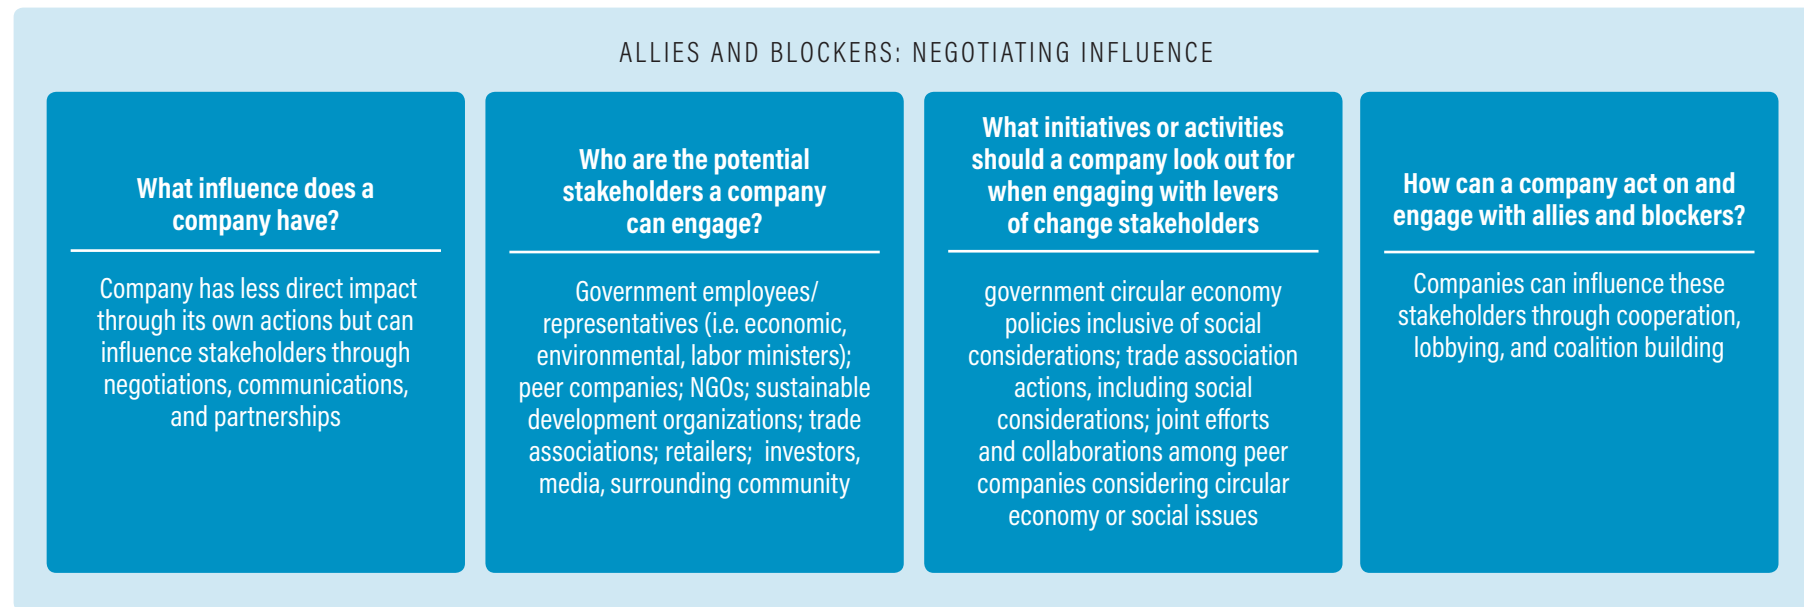 ALLIES AND BLOCKERS: NEGOTIATING INFLUENCE
What influence does a
company have?
Company has less direct impact
through its own actions but can
influence stakeholders through
negotiations, communications,
and partnerships
Who are the potential
stakeholders a company
can engage?
Government employees/
representatives (i.e. economic,
environmental, labor ministers);
peer companies; NGOs; sustainable
development organizations; trade
associations; retailers; investors,
media, surrounding community
What initiatives or activities
should a company look out for
when engaging with levers
of change stakeholders
government circular economy
policies inclusive of social
considerations; trade association
actions, including social
considerations; joint efforts
and collaborations among peer
companies considering circular
economy or social issues
How can a company act on and
engage with allies and blockers?
Companies can influence these
stakeholders through cooperation,
lobbying, and coalition building